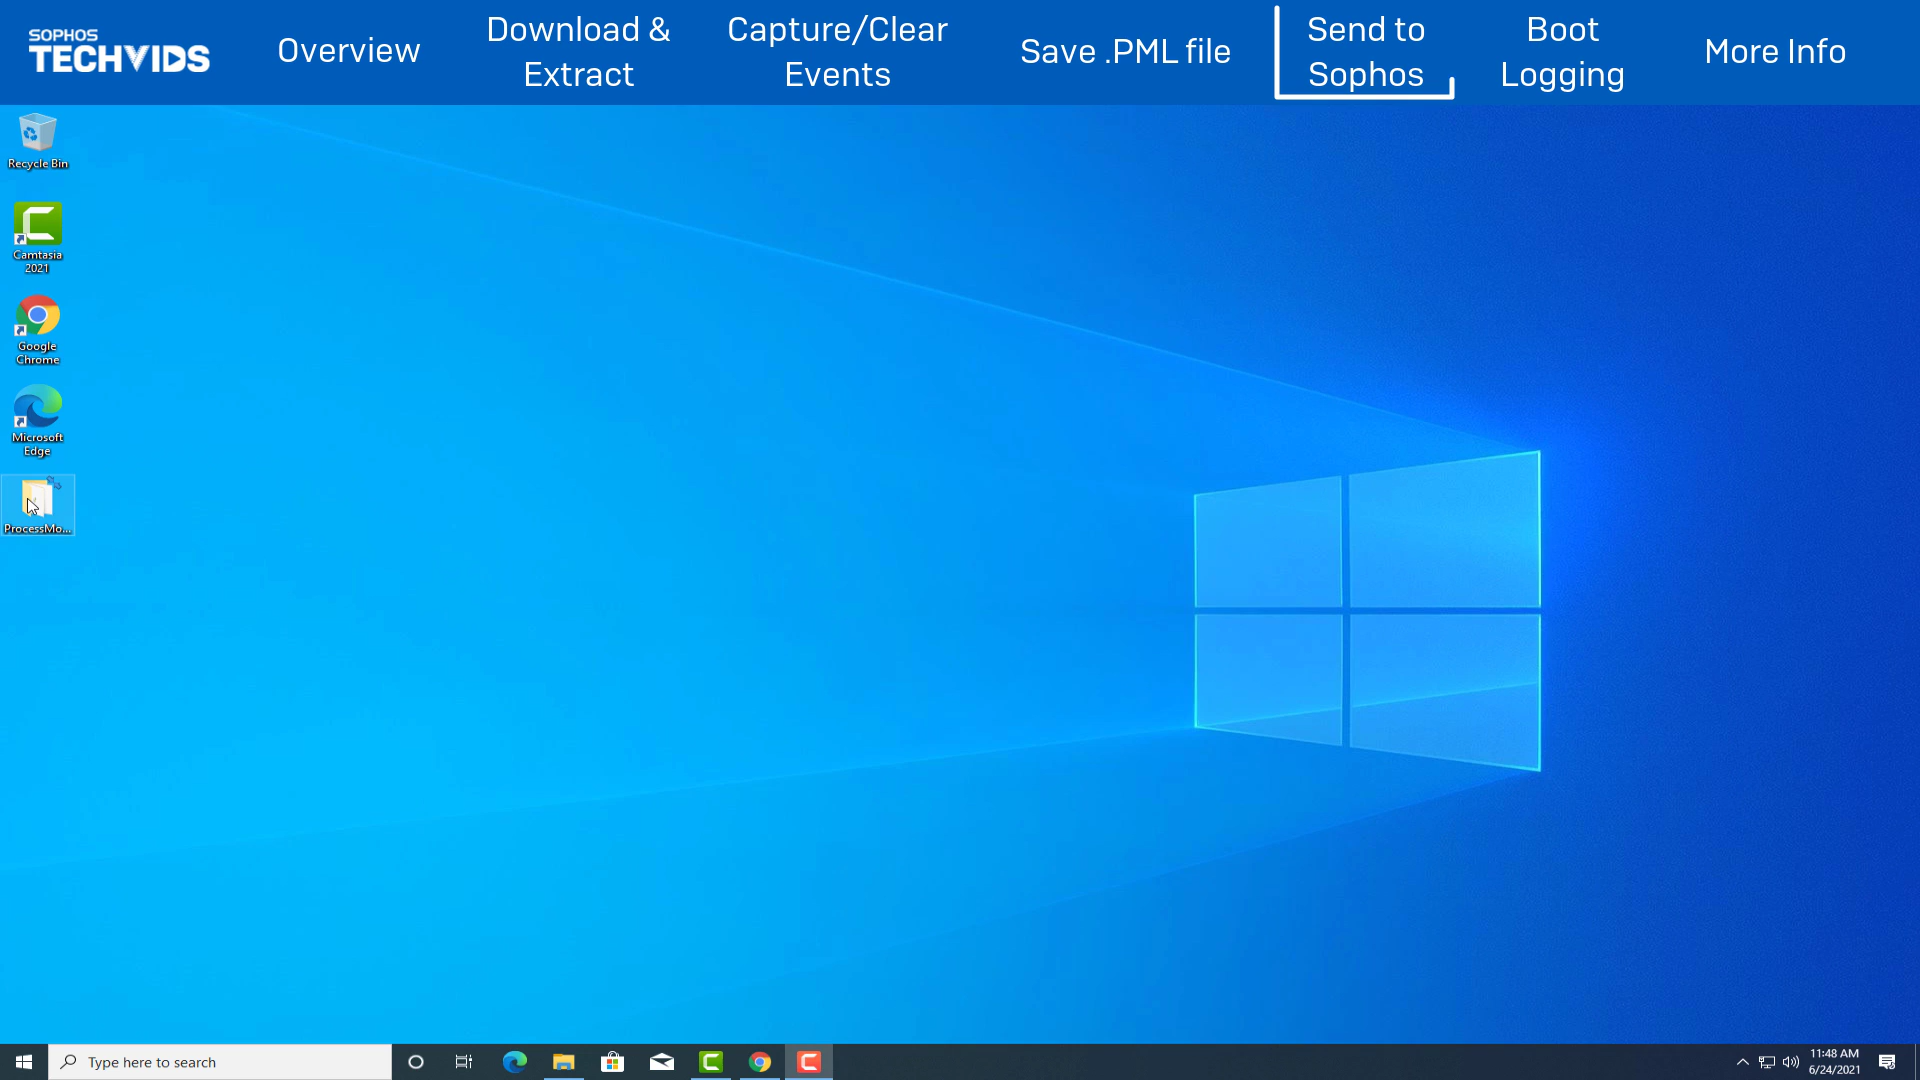 SOPHOS
TECHVIDS
Overview
Download &
Extract
Capture/Clear
Events
Save .PML file
Send to
Sophos
Boot
Logging
More Info
Recycle Bin
Camtasia
2021
Google
Chrome
Microsoft
Edge
ProcessMo...
Type here to search
11:48 AM
6/24/2021